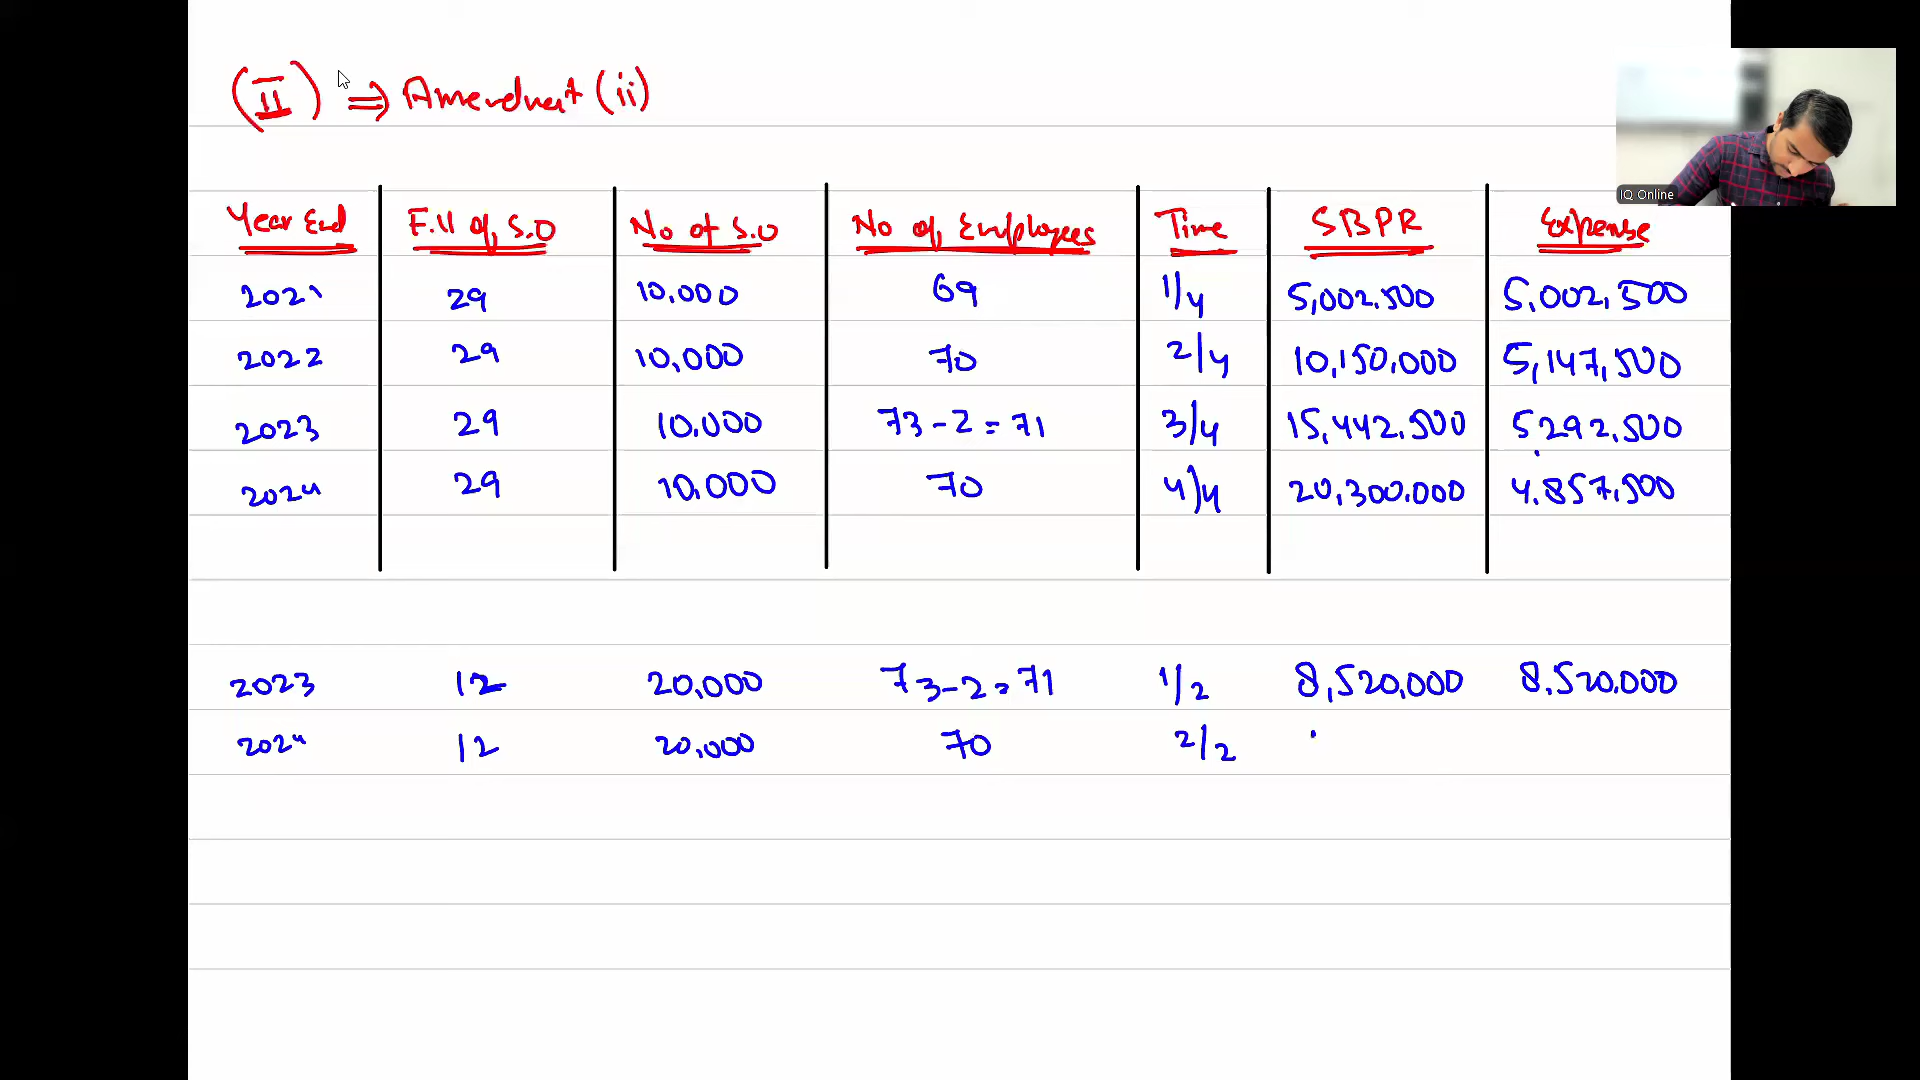 (II) ⇒ Amendment (ii)
IQ Online
Year End F.V of S.O No of S.O No of Employees Time SBPR Expense
2021 29 10,000 69 1/4 5,002,500 5,002,500
2022 29 10,000 70 2/4 10,150,000 5,147,500
2023 29 10,000 73-2=71 3/4 15,442,500 5,292,500
2024 29 10,000 70 4/4 20,300,000 4,857,500
2023 12 20,000 73-2=71 1/2 8,520,000 8,520,000
2024 12 20,000 70 2/2